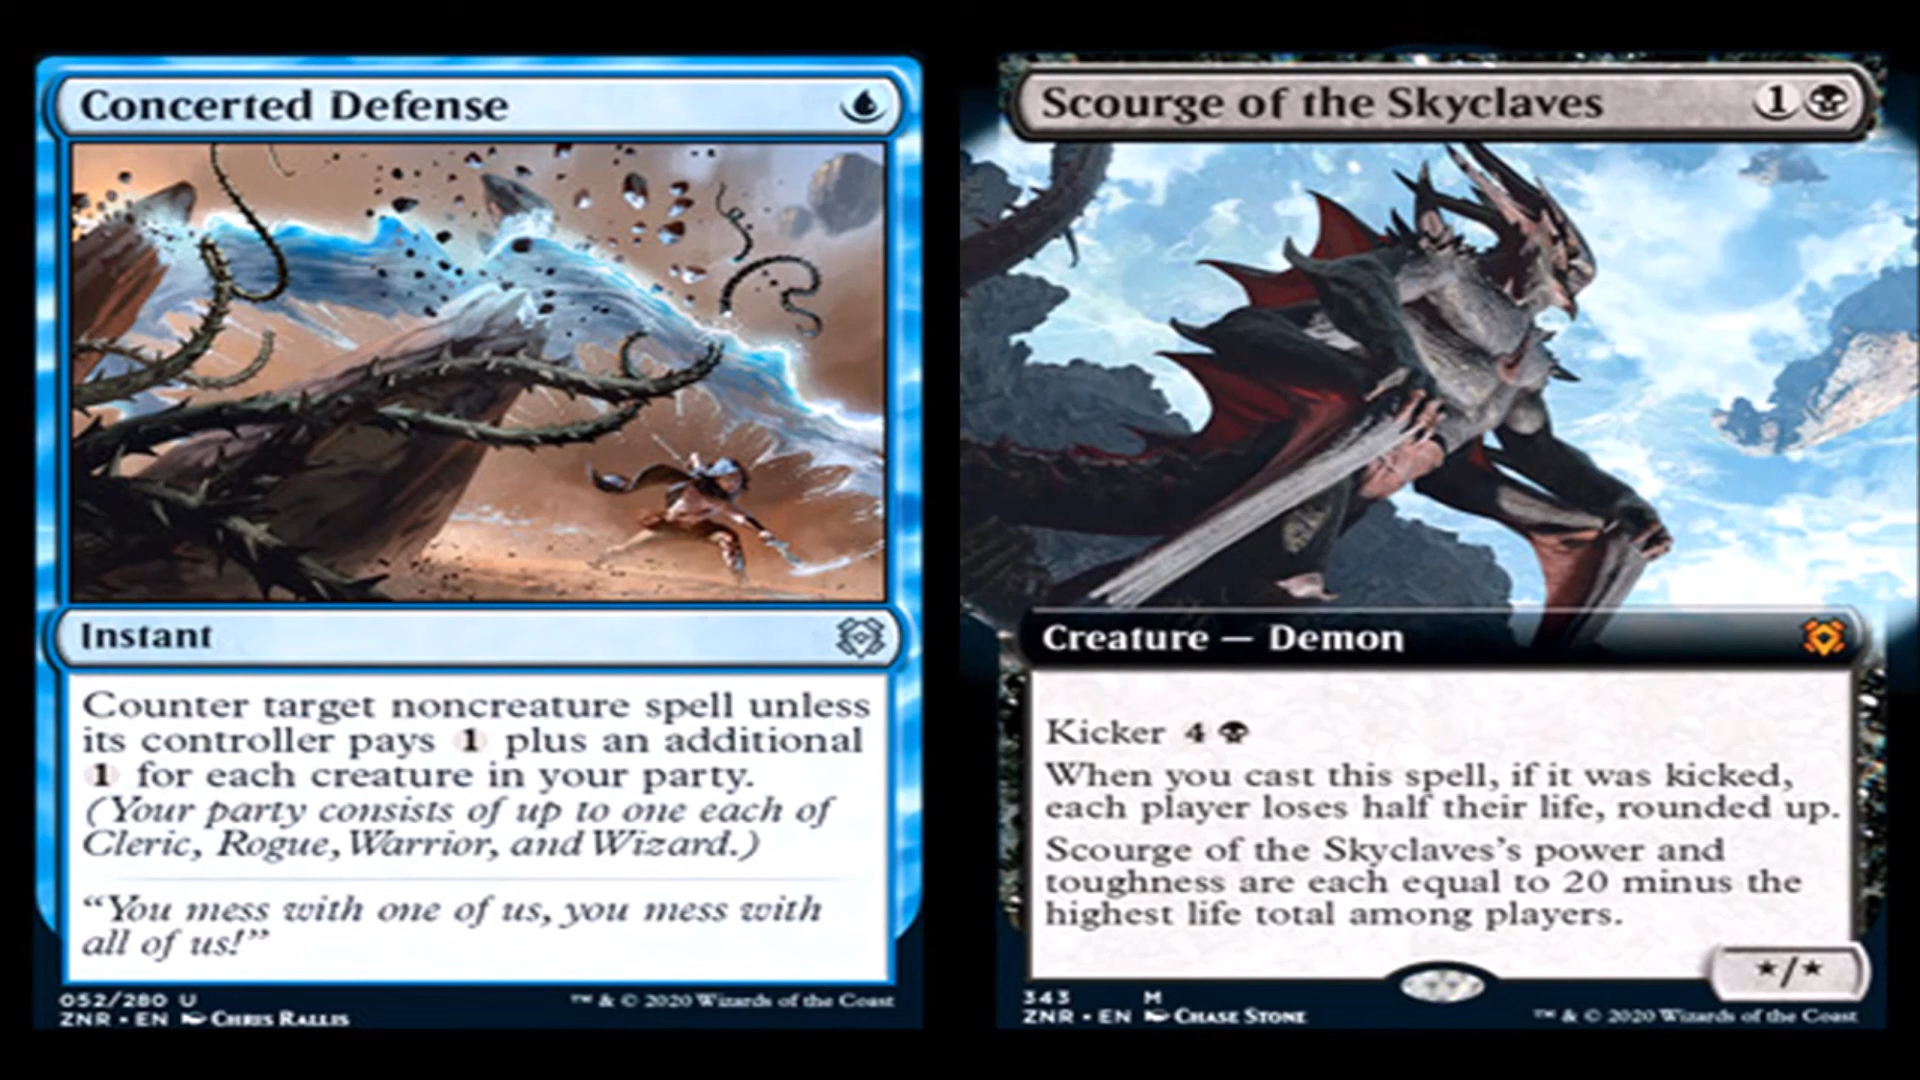 Concerted Defense
Instant
Counter target noncreature spell unless
its controller pays 1 plus an additional
1 for each creature in your party.
(Your party consists of up to one each of
Cleric, Rogue, Warrior, and Wizard.)
“You mess with one of us, you mess with
all of us!”
052/280 U
ZNR • EN CHRIS RALLIS
™ & © 2020 Wizards of the Coast
Scourge of the Skyclaves 1
Creature — Demon
Kicker 4
When you cast this spell, if it was kicked,
each player loses half their life, rounded up.
Scourge of the Skyclaves’s power and
toughness are each equal to 20 minus the
highest life total among players.
★/★
343 M
ZNR • EN CHASE STONE
™ & © 2020 Wizards of the Coast